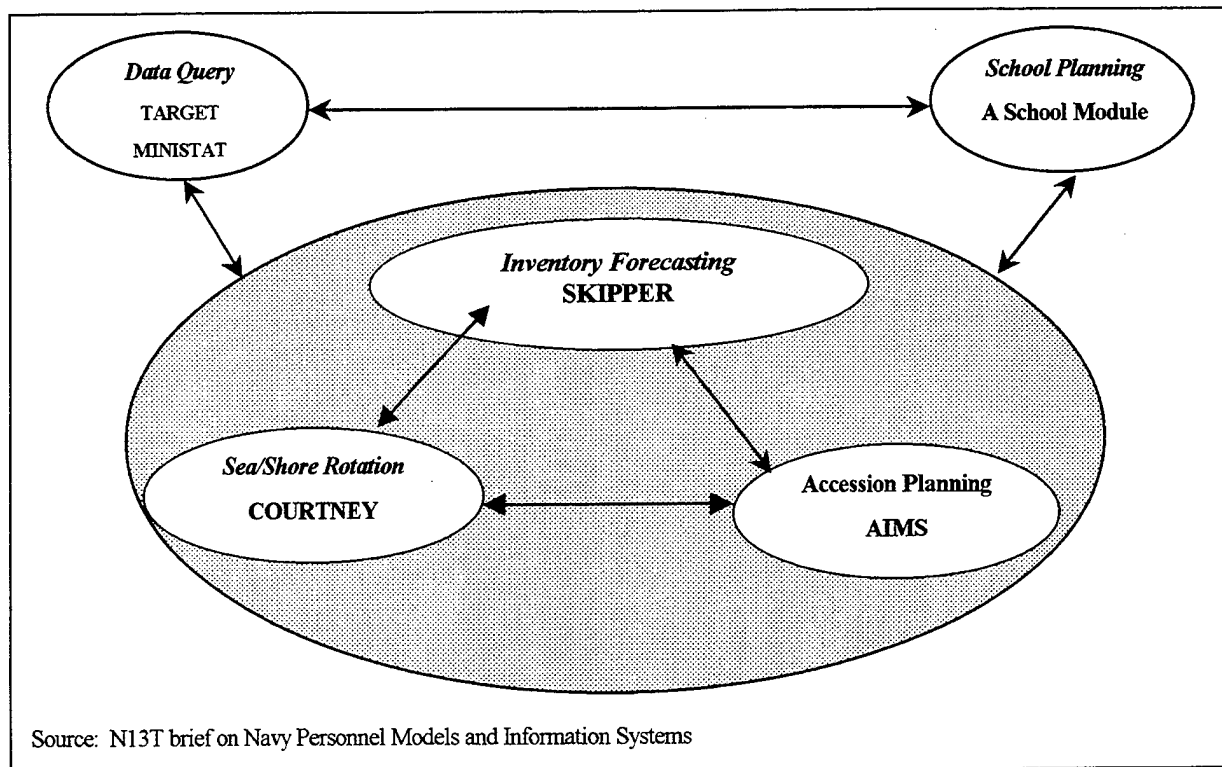 Data Query
TARGET
MINISTAT
School Planning
A School Module
Inventory Forecasting
SKIPPER
Sea/Shore Rotation
COURTNEY
Accession Planning
AIMS
Source: N13T brief on Navy Personnel Models and Information Systems